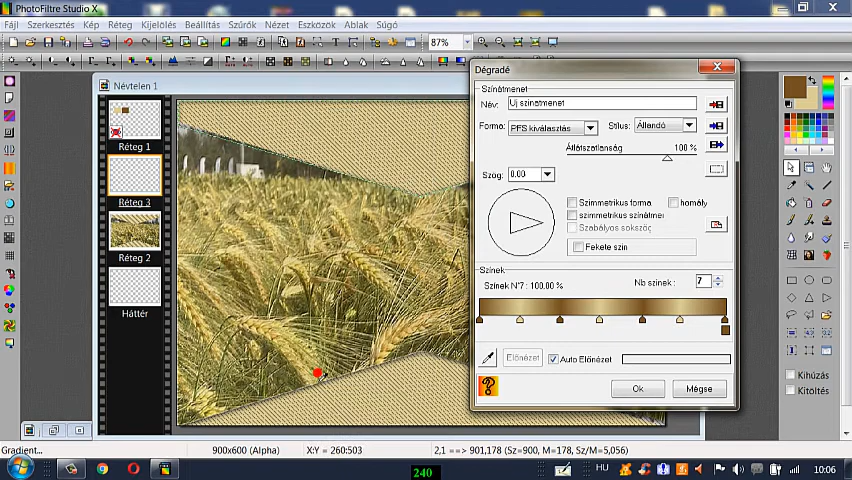 PhotoFiltre Studio X
Fájl Szerkesztés Kép Réteg Kijelölés Beállítás Szűrők Nézet Eszközök Ablak Súgó
87%
Névtelen 1
Réteg 1
Réteg 3
Réteg 2
Háttér
Dégradé
Színátmenet
Név: Új színátmenet
Forma: PFS kiválasztás Stílus: Állandó
Átlátszatlanság 100 %
Szög: 0.00
Szimmetrikus forma homály
szimmetrikus színátmer
Szabályos sokszög
Fekete szín
Színek
Színek N°7 : 100,00 % Nb színek : 7
Előnézet Auto Előnézet
Ok Mégse
Kihúzás
Kitöltés
Gradient... 900x600 (Alpha) X:Y = 260:503 2,1 ==> 901,178 (Sz=900, M=178, Sz/M=5,056)
240
HU
10:06